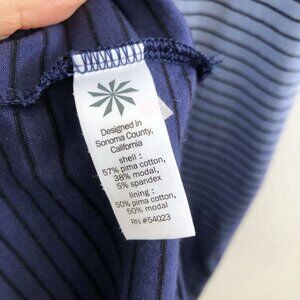 Designed in
Sonoma County,
California
shell :
57% pima cotton,
38% modal,
5% spandex
lining :
50% pima cotton,
50% modal
RN #54023